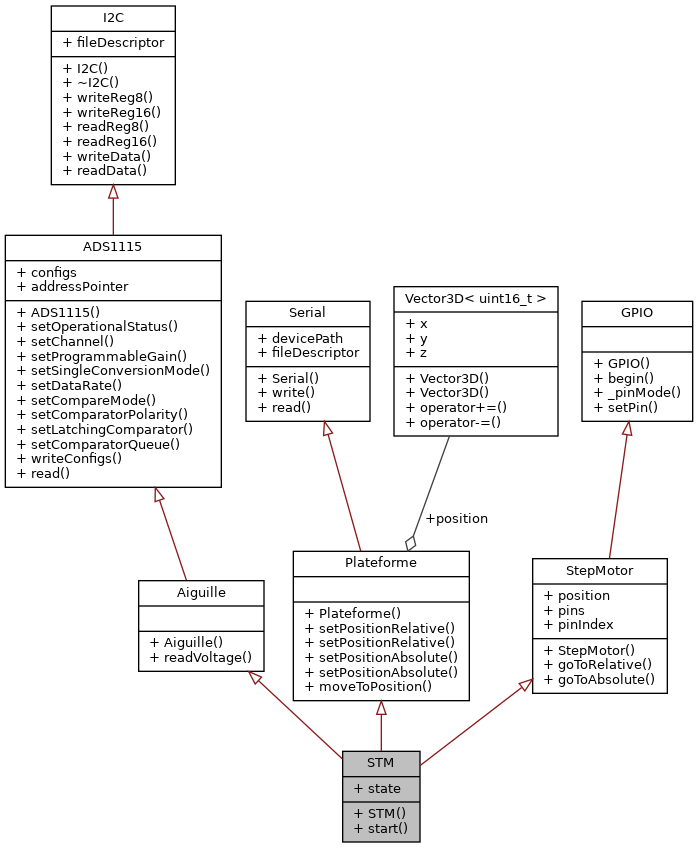 I2C
+ fileDescriptor
+ I2C()
+ ~I2C()
+ writeReg8()
+ writeReg16()
+ readReg8()
+ readReg16()
+ writeData()
+ readData()
ADS1115
+ configs
+ addressPointer
+ ADS1115()
+ setOperationalStatus()
+ setChannel()
+ setProgrammableGain()
+ setSingleConversionMode()
+ setDataRate()
+ setCompareMode()
+ setComparatorPolarity()
+ setLatchingComparator()
+ setComparatorQueue()
+ writeConfigs()
+ read()
Serial
+ devicePath
+ fileDescriptor
+ Serial()
+ write()
+ read()
Vector3D< uint16_t >
+ x
+ y
+ z
+ Vector3D()
+ Vector3D()
+ operator+=()
+ operator-=()
GPIO
+ GPIO()
+ begin()
+ _pinMode()
+ setPin()
+position
Aiguille
+ Aiguille()
+ readVoltage()
Plateforme
+ Plateforme()
+ setPositionRelative()
+ setPositionRelative()
+ setPositionAbsolute()
+ setPositionAbsolute()
+ moveToPosition()
StepMotor
+ position
+ pins
+ pinIndex
+ StepMotor()
+ goToRelative()
+ goToAbsolute()
STM
+ state
+ STM()
+ start()